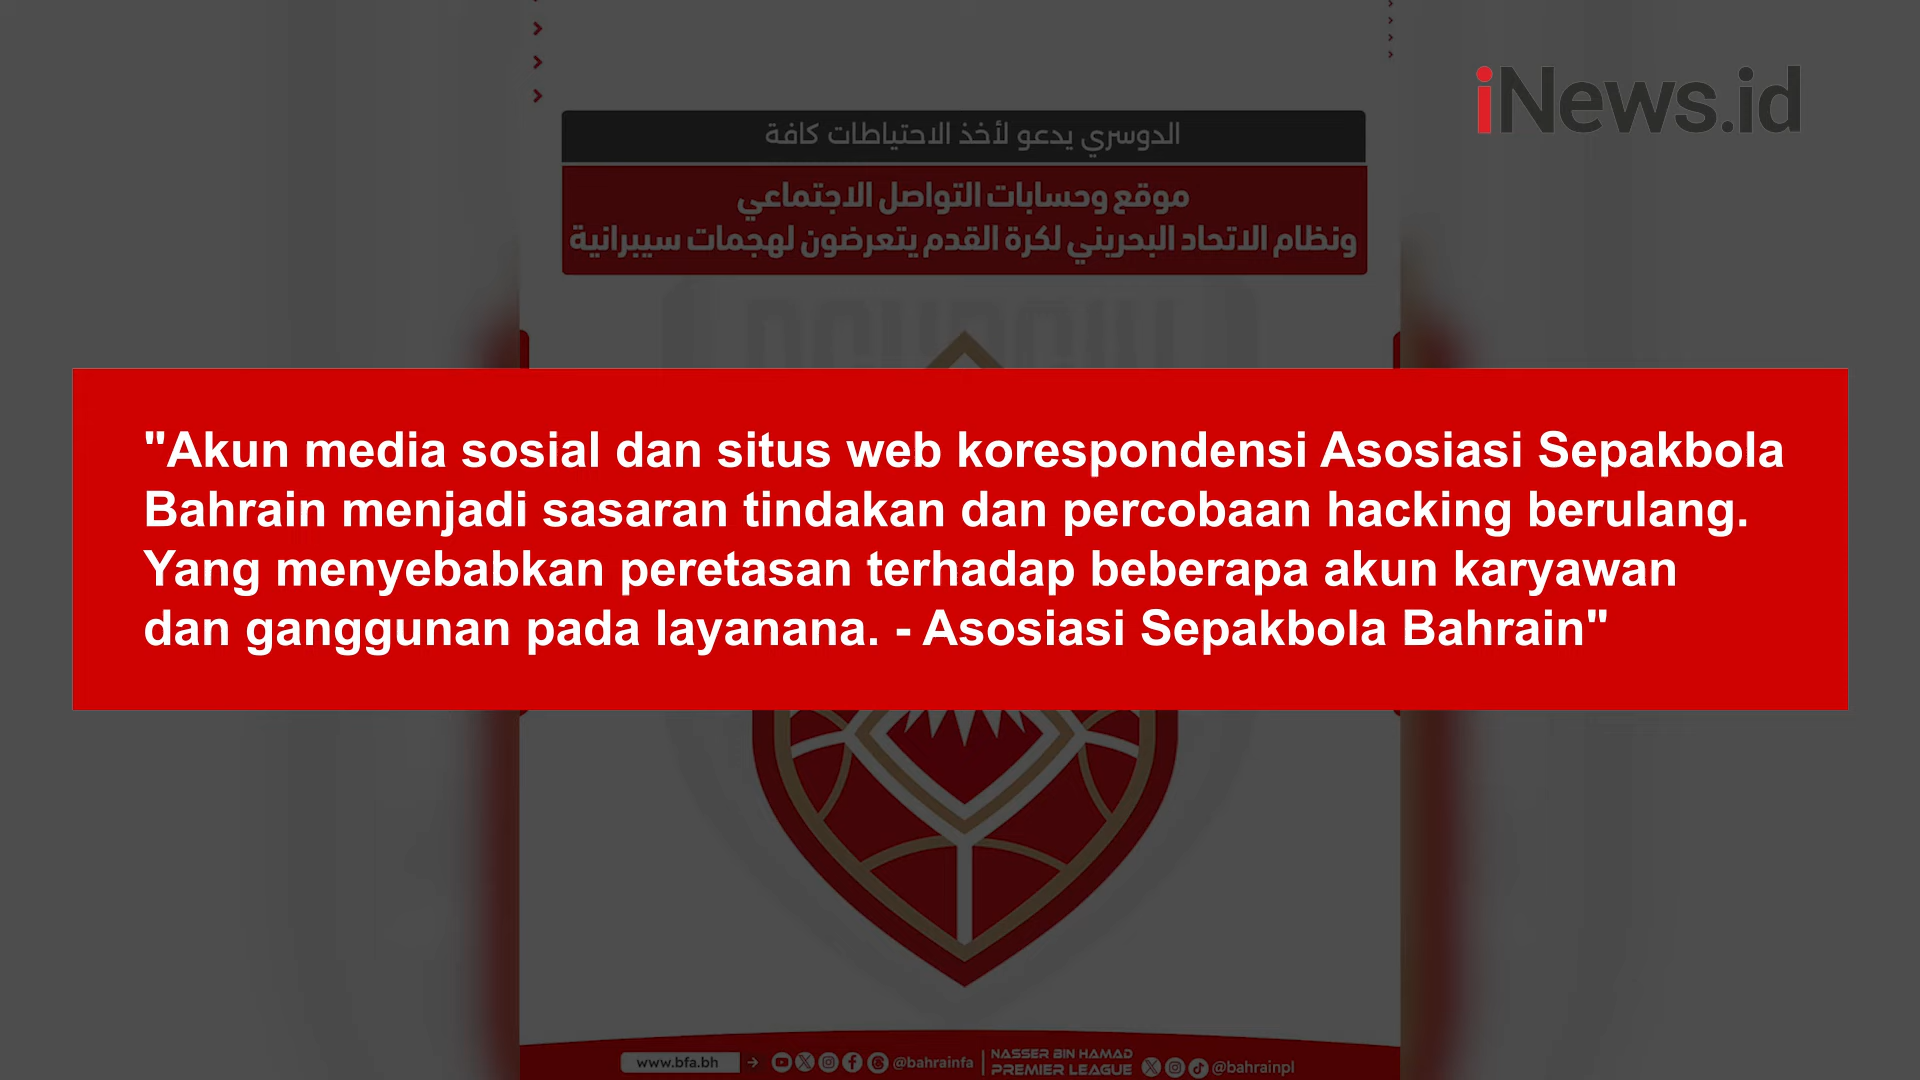 iNews.id
الدوسري يدعو لأخذ الاحتياطات كافة
موقع وحسابات التواصل الاجتماعي
ونظام الاتحاد البحريني لكرة القدم يتعرضون لهجمات سيبرانية
"Akun media sosial dan situs web korespondensi Asosiasi Sepakbola
Bahrain menjadi sasaran tindakan dan percobaan hacking berulang.
Yang menyebabkan peretasan terhadap beberapa akun karyawan
dan ganggunan pada layanana. - Asosiasi Sepakbola Bahrain"
www.bfa.bh
@bahrainfa
NASSER BIN HAMAD
PREMIER LEAGUE
@bahrainpl